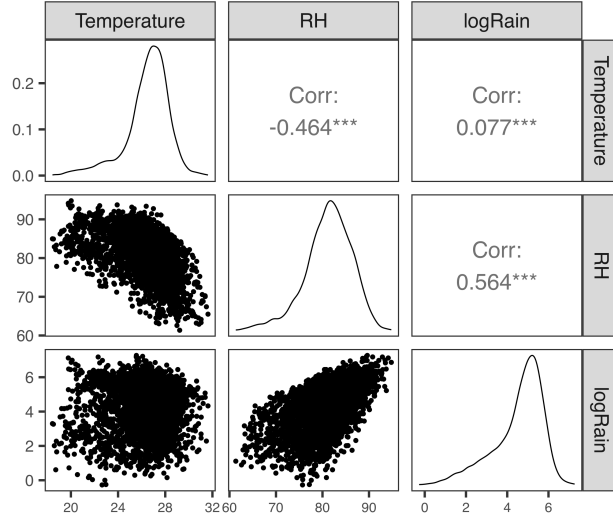 Temperature RH logRain
0.2
0.1
0.0
Corr:
-0.464***
Corr:
0.077***
Temperature
90
80
70
60
Corr:
0.564***
RH
6
4
2
0
logRain
20 24 28 32 60 70 80 90 0 2 4 6